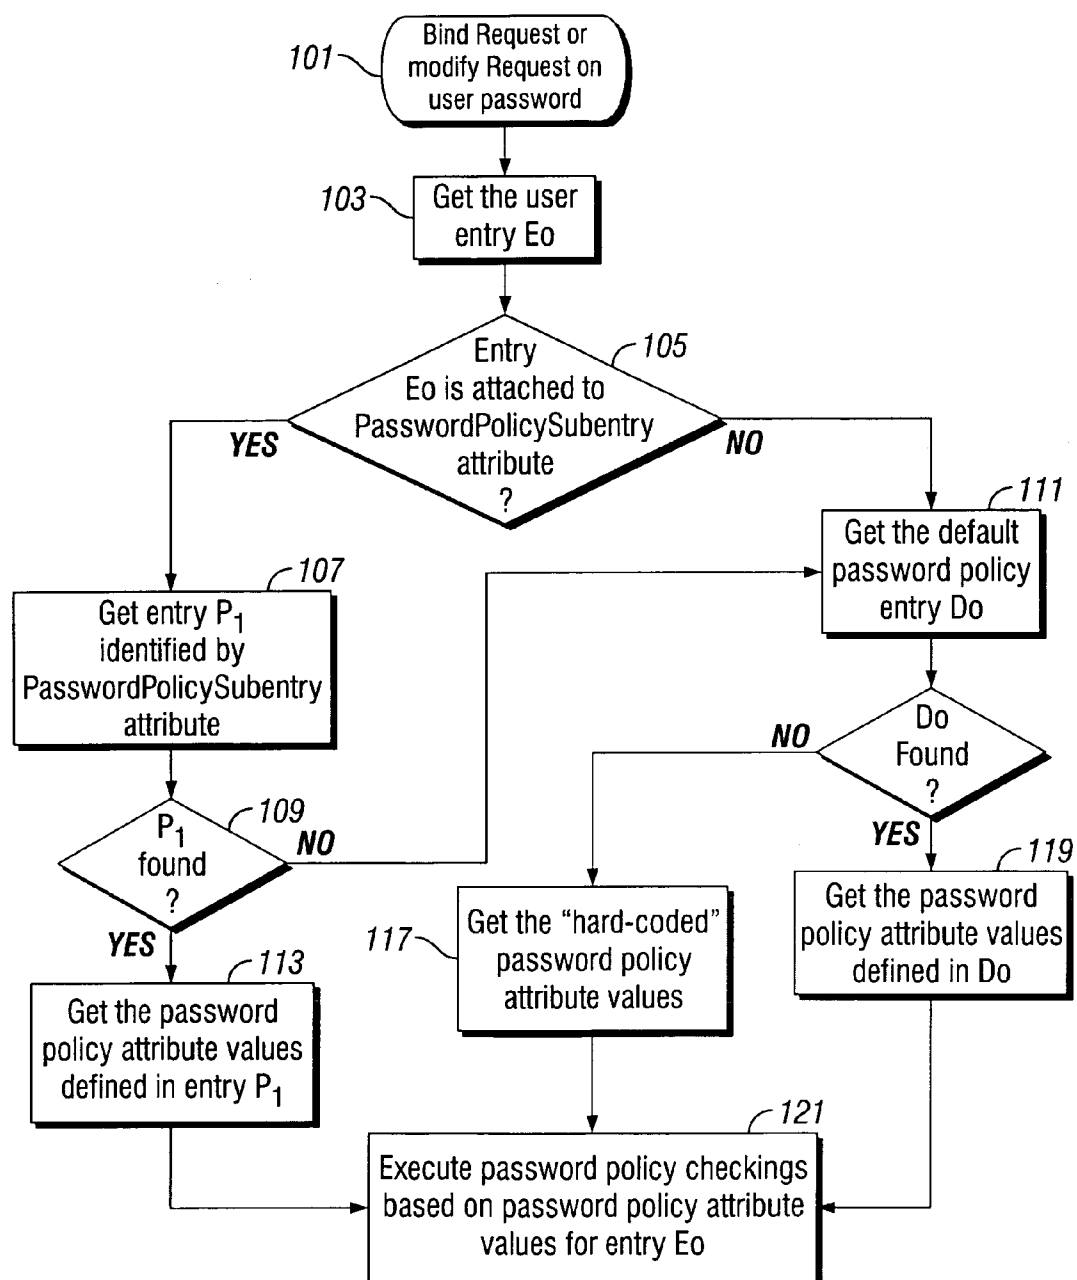 101
Bind Request or
modify Request on
user password
103
Get the user
entry Eo
105
Entry
Eo is attached to
PasswordPolicySubentry
attribute
?
YES
NO
111
Get the default
password policy
entry Do
107
Get entry P1
identified by
PasswordPolicySubentry
attribute
Do
Found
?
NO
YES
109
P1
found
?
NO
YES
119
Get the password
policy attribute values
defined in Do
117
Get the “hard-coded”
password policy
attribute values
113
Get the password
policy attribute values
defined in entry P1
121
Execute password policy checkings
based on password policy attribute
values for entry Eo